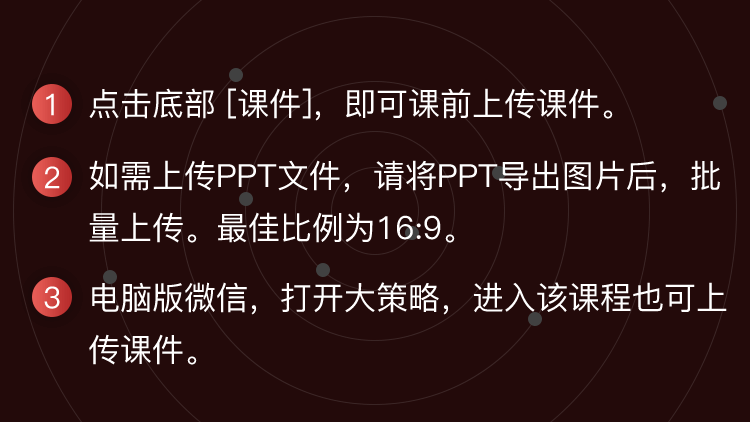 1 点击底部 [课件]，即可课前上传课件。
2 如需上传PPT文件，请将PPT导出图片后，批
量上传。最佳比例为16:9。
3 电脑版微信，打开大策略，进入该课程也可上
传课件。